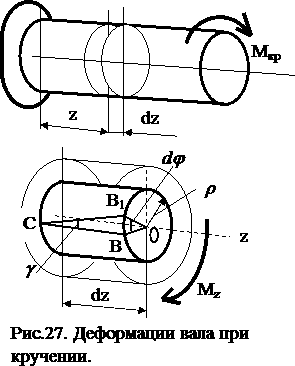 Mкр
z
dz
dφ
ρ
B1
C
B
O
z
γ
dz
Mz
Рис.27. Деформации вала при
кручении.